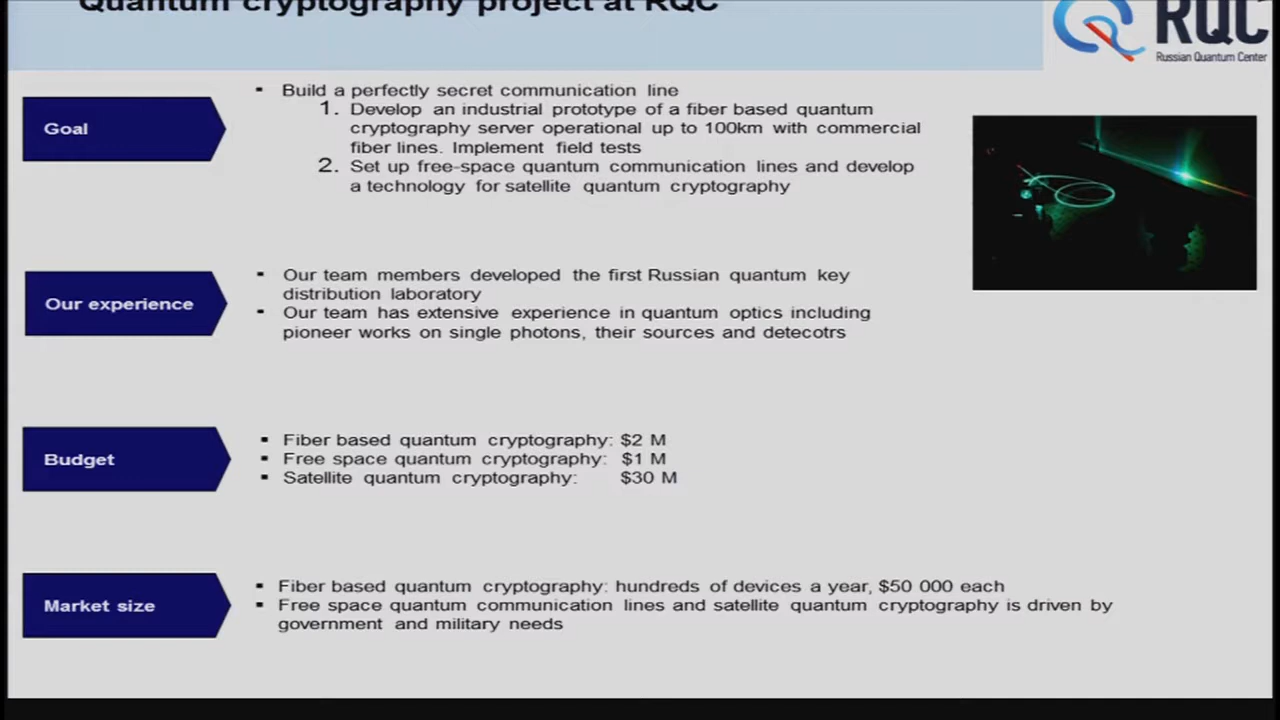 Quantum cryptography project at RQC
RQC
Russian Quantum Center
Goal
▪ Build a perfectly secret communication line
1. Develop an industrial prototype of a fiber based quantum
cryptography server operational up to 100km with commercial
fiber lines. Implement field tests
2. Set up free-space quantum communication lines and develop
a technology for satellite quantum cryptography
Our experience
▪ Our team members developed the first Russian quantum key
distribution laboratory
▪ Our team has extensive experience in quantum optics including
pioneer works on single photons, their sources and detecotrs
Budget
▪ Fiber based quantum cryptography: $2 M
▪ Free space quantum cryptography: $1 M
▪ Satellite quantum cryptography: $30 M
Market size
▪ Fiber based quantum cryptography: hundreds of devices a year, $50 000 each
▪ Free space quantum communication lines and satellite quantum cryptography is driven by
government and military needs